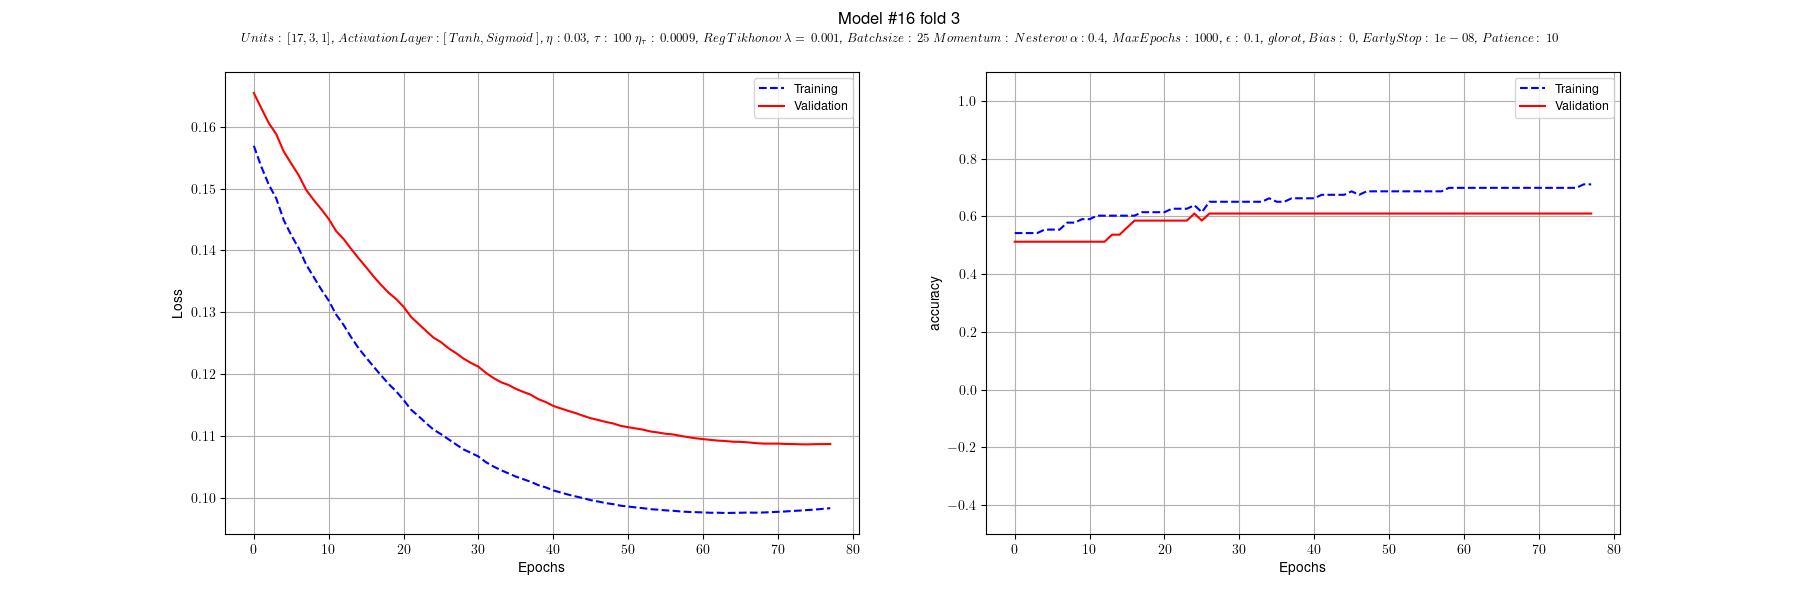 Model #16 fold 3
Units : [17, 3, 1], ActivationLayer : [ Tanh, Sigmoid ], η : 0.03, τ : 100 ητ : 0.0009, RegTikhonov λ = 0.001, Batchsize : 25 Momentum : Nesterov α : 0.4, MaxEpochs : 1000, ϵ : 0.1, glorot, Bias : 0, EarlyStop : 1e − 08, Patience : 10
Training
Validation
0.16
0.15
0.14
0.13
0.12
0.11
0.10
Loss
0 10 20 30 40 50 60 70 80
Epochs
Training
Validation
1.0
0.8
0.6
0.4
0.2
0.0
−0.2
−0.4
accuracy
0 10 20 30 40 50 60 70 80
Epochs